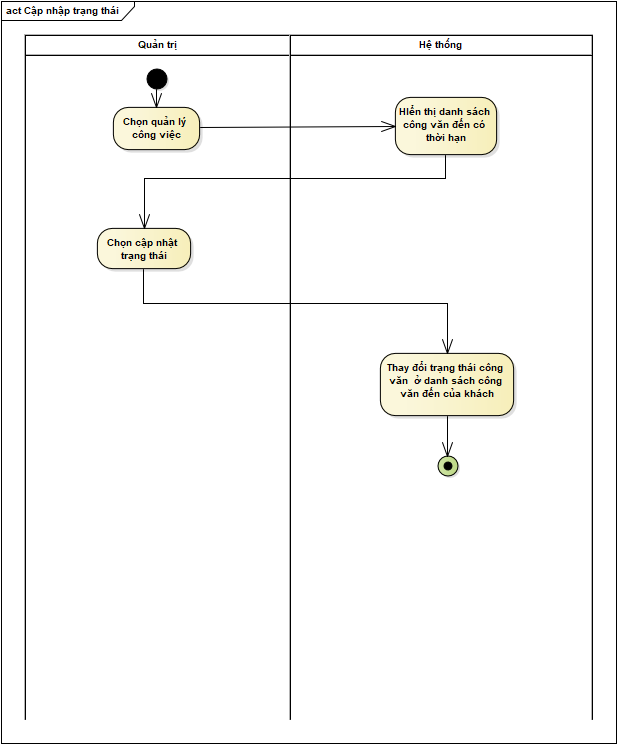 act Cập nhập trạng thái
Quản trị
Hệ thống
Chọn quản lý
công việc
HIển thị danh sách
công văn đến có
thời hạn
Chọn cập nhật
trạng thái
Thay đổi trạng thái công
văn ở danh sách công
văn đến của khách